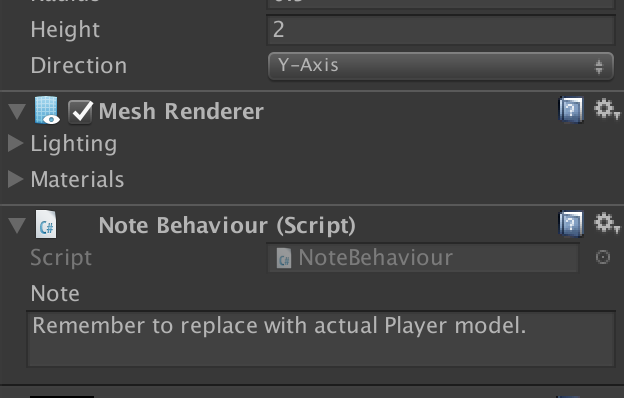 Height
2
Direction
Y-Axis
Mesh Renderer
Lighting
Materials
C#
Note Behaviour (Script)
Script
C#
NoteBehaviour
Note
Remember to replace with actual Player model.